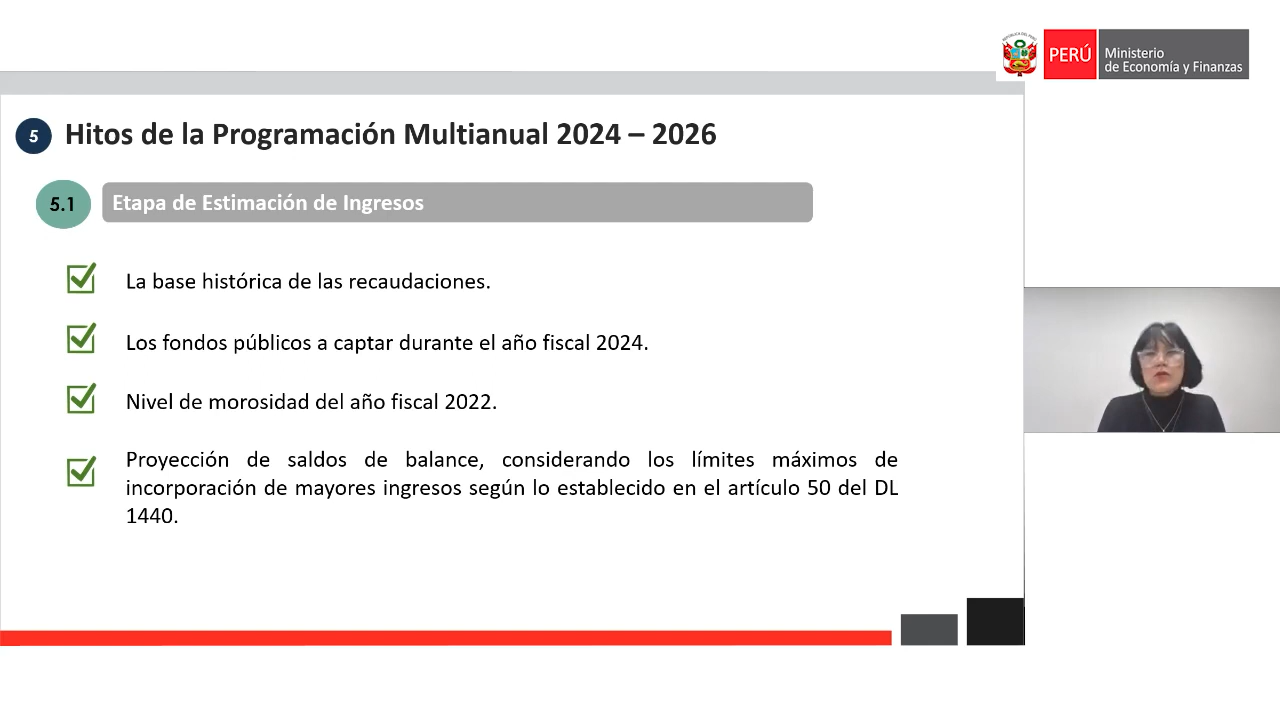 REPÚBLICA DEL PERÚ
PERÚ
Ministerio
de Economía y Finanzas
5
Hitos de la Programación Multianual 2024 – 2026
5.1
Etapa de Estimación de Ingresos
La base histórica de las recaudaciones.
Los fondos públicos a captar durante el año fiscal 2024.
Nivel de morosidad del año fiscal 2022.
Proyección de saldos de balance, considerando los límites máximos de
incorporación de mayores ingresos según lo establecido en el artículo 50 del DL
1440.